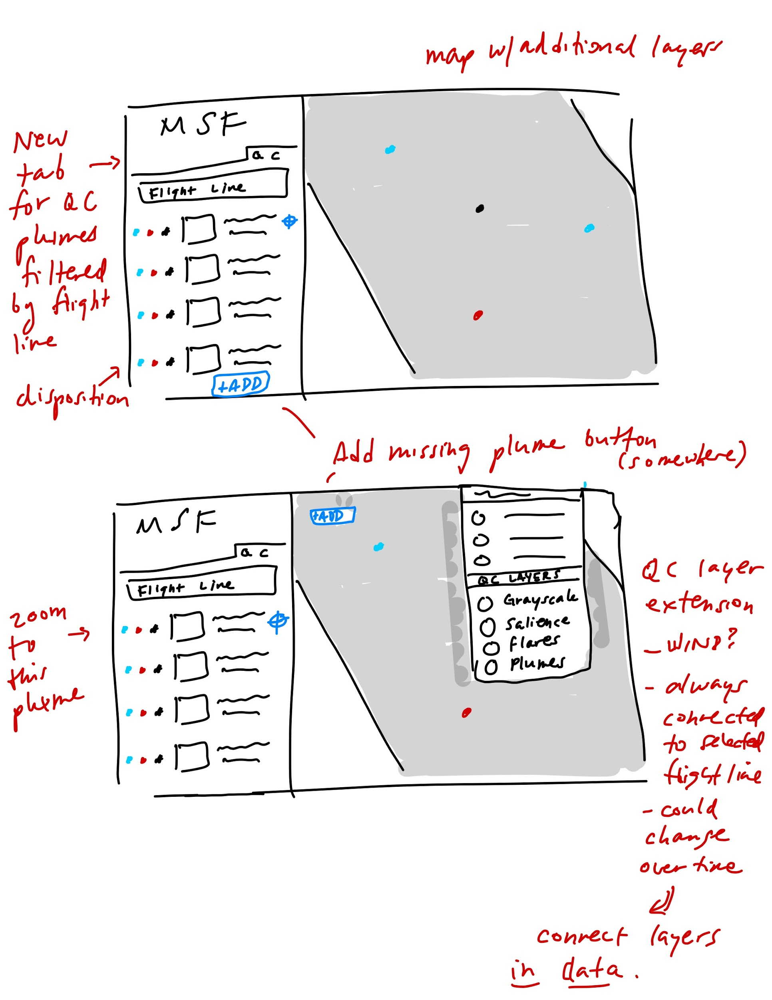 map w/additional layers
MSF
QC
Flight Line
New
tab
for QC
plumes
filtered
by flight
line
disposition
+ADD
Add missing plume button
(somewhere)
MSF
QC
Flight Line
+ADD
QC LAYERS
Grayscale
Salience
flares
Plumes
zoom
to
this
plume
QC layer
extension
- WIND?
- always
connected
to selected
flight line
- could
change
over time
connect layers
in data.